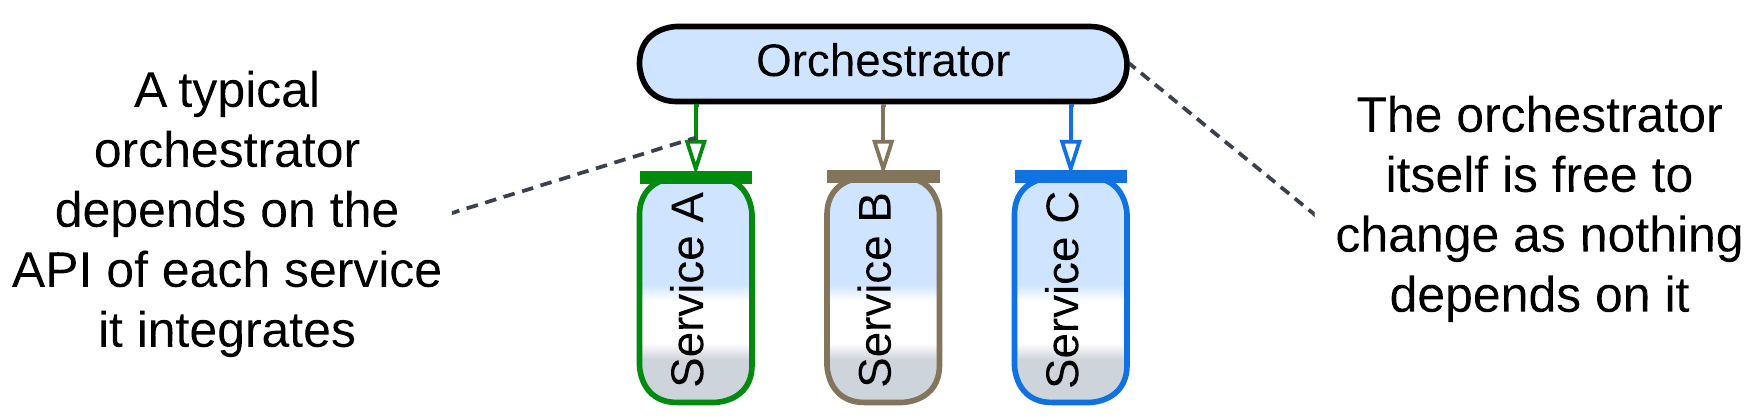 A typical
orchestrator
depends on the
API of each service
it integrates
Orchestrator
Service A
Service B
Service C
The orchestrator
itself is free to
change as nothing
depends on it